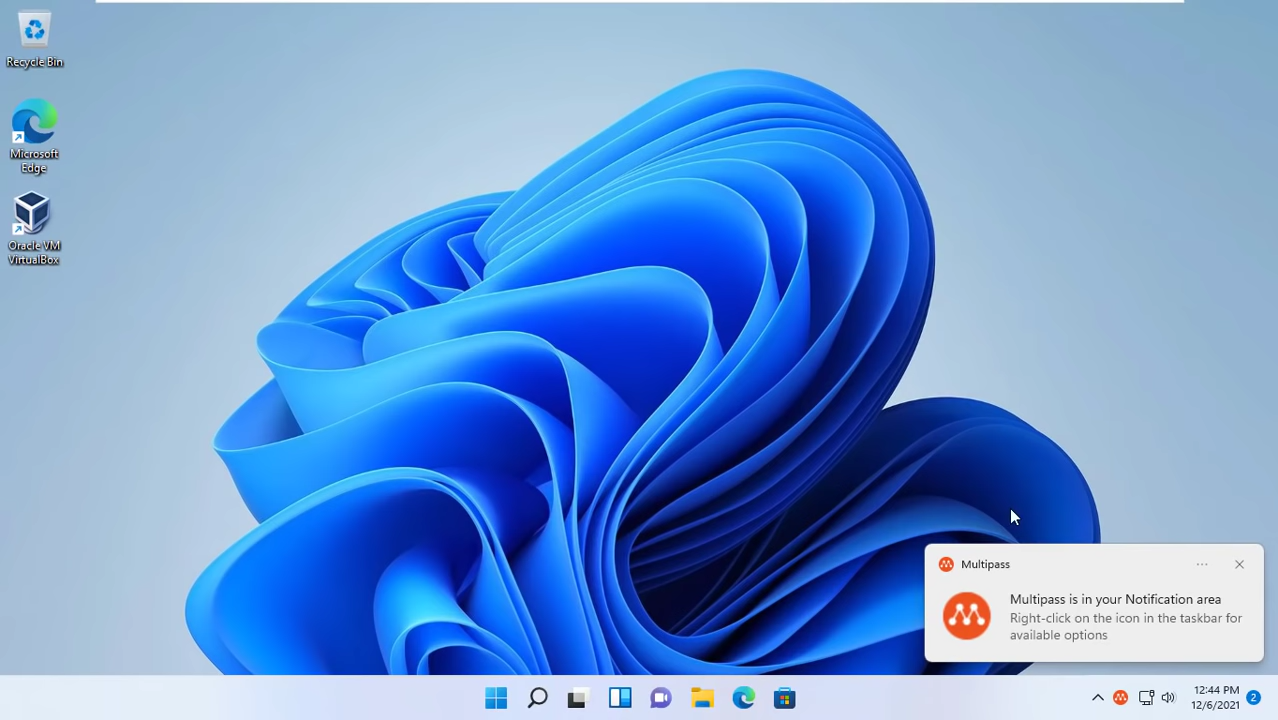 Recycle Bin
Microsoft
Edge
Oracle VM
VirtualBox
Multipass
Multipass is in your Notification area
Right-click on the icon in the taskbar for
available options
12:44 PM
12/6/2021
2